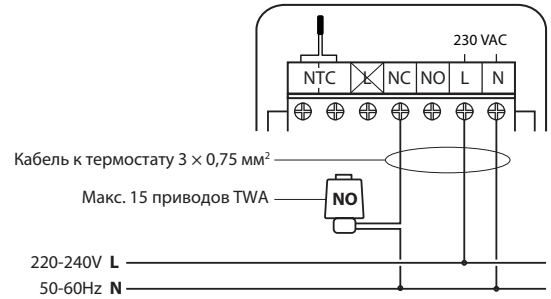 230 VAC
NTC L NC NO L N
Кабель к термостату 3 × 0,75 мм²
Макс. 15 приводов TWA
NO
220-240V L
50-60Hz N